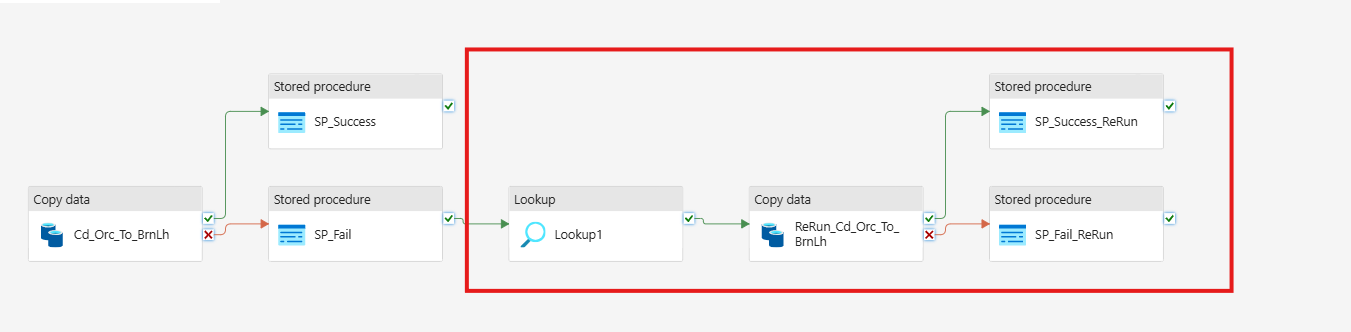 Stored procedure
SP_Success
Copy data
Cd_Orc_To_BrnLh
Stored procedure
SP_Fail
Lookup
Lookup1
Copy data
ReRun_Cd_Orc_To_
BrnLh
Stored procedure
SP_Success_ReRun
Stored procedure
SP_Fail_ReRun